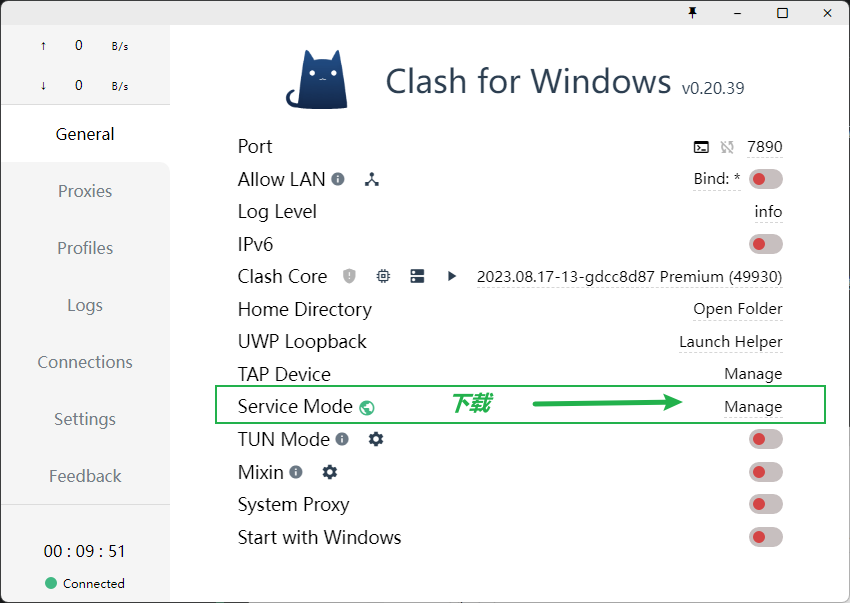 ↑ 0 B/s
↓ 0 B/s
General
Proxies
Profiles
Logs
Connections
Settings
Feedback
00 : 09 : 51
Connected
Clash for Windows v0.20.39
Port 7890
Allow LAN Bind: *
Log Level info
IPv6
Clash Core 2023.08.17-13-gdcc8d87 Premium (49930)
Home Directory Open Folder
UWP Loopback Launch Helper
TAP Device Manage
Service Mode 下载 Manage
TUN Mode
Mixin
System Proxy
Start with Windows